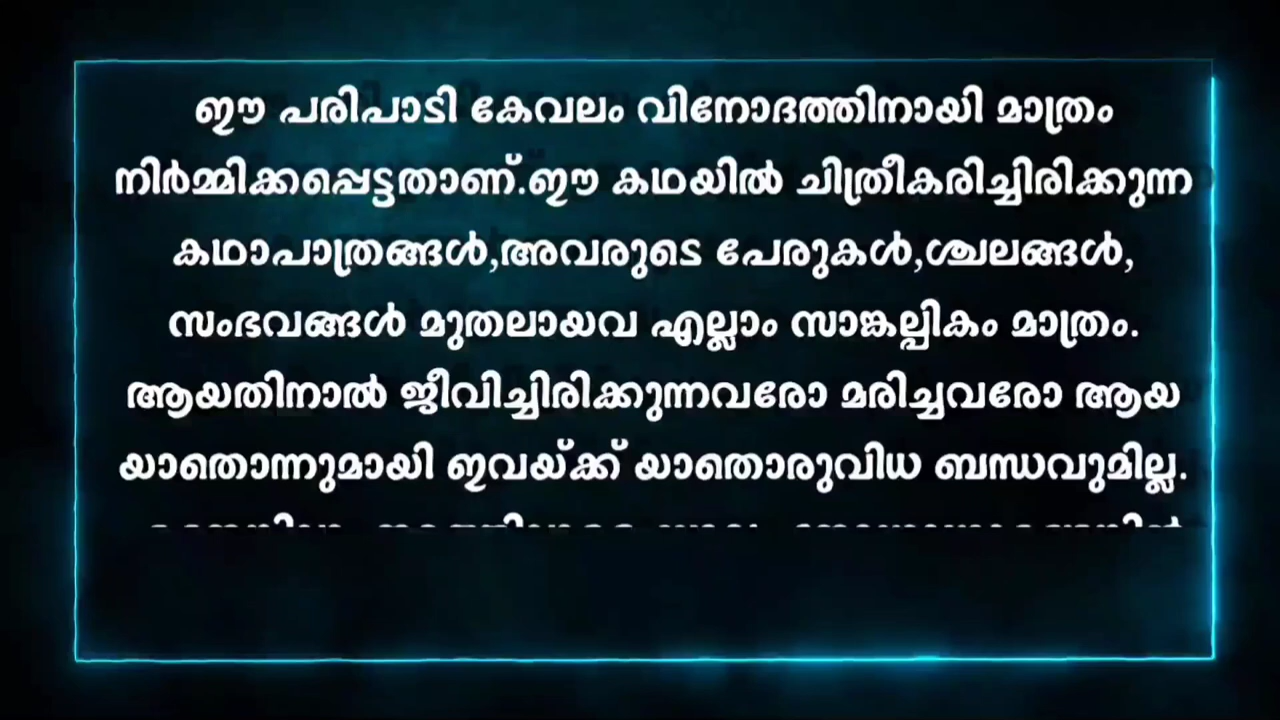 ഈ പരിപാടി കേവലം വിനോദത്തിനായി മാത്രം
നിർമ്മിക്കപ്പെട്ടതാണ്.ഈ കഥയിൽ ചിത്രീകരിച്ചിരിക്കുന്ന
കഥാപാത്രങ്ങൾ,അവരുടെ പേരുകൾ,ശ്ചലങ്ങൾ,
സംഭവങ്ങൾ മുതലായവ എല്ലാം സാങ്കല്പികം മാത്രം.
ആയതിനാൽ ജീവിച്ചിരിക്കുന്നവരോ മരിച്ചവരോ ആയ
യാതൊന്നുമായി ഇവയ്ക്ക് യാതൊരുവിധ ബന്ധവുമില്ല.